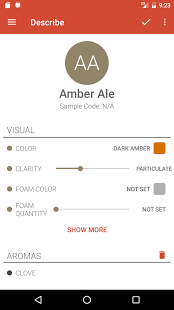 9:23
Describe
AA
Amber Ale
Sample Code: N/A
VISUAL
COLOR DARK AMBER
CLARITY PARTICULATE
FOAM COLOR NOT SET
FOAM
QUANTITY NOT SET
SHOW MORE
AROMAS
CLOVE